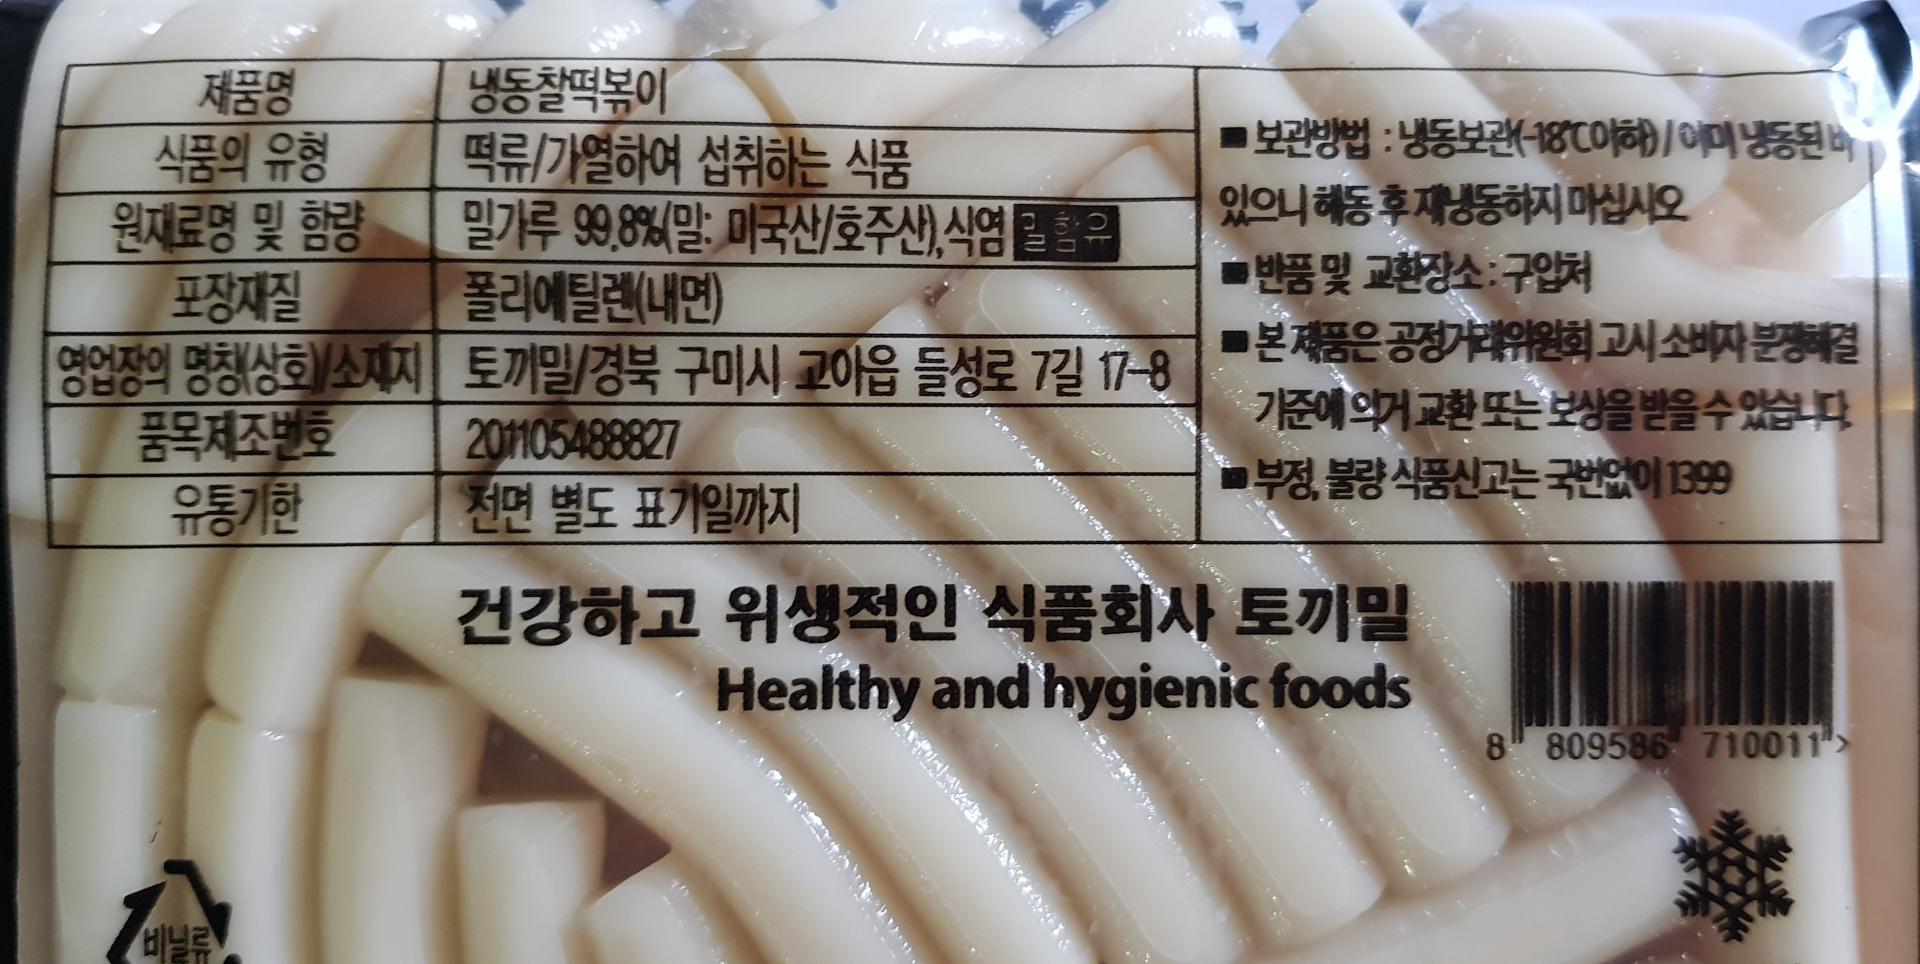 제품명 냉동찰떡볶이
식품의 유형 떡류/가열하여 섭취하는 식품
원재료명 및 함량 밀가루 99.8%(밀: 미국산/호주산),식염 밀함유
포장재질 폴리에틸렌(내면)
영업장의 명칭(상호)/소재지 토끼밀/경북 구미시 고아읍 들성로 7길 17-8
품목제조번호 201105488827
유통기한 전면 별도 표기일까지
■ 보관방법 : 냉동보관(-18℃이하) / 이미 냉동된 바
있으니 해동 후 재냉동하지 마십시오
■ 반품 및 교환장소 : 구입처
■ 본 제품은 공정거래위원회 고시 소비자 분쟁해결
기준에 의거 교환 또는 보상을 받을 수 있습니다.
■ 부정, 불량 식품신고는 국번없이 1399
건강하고 위생적인 식품회사 토끼밀
Healthy and hygienic foods
8 809586 710011 >
비닐류